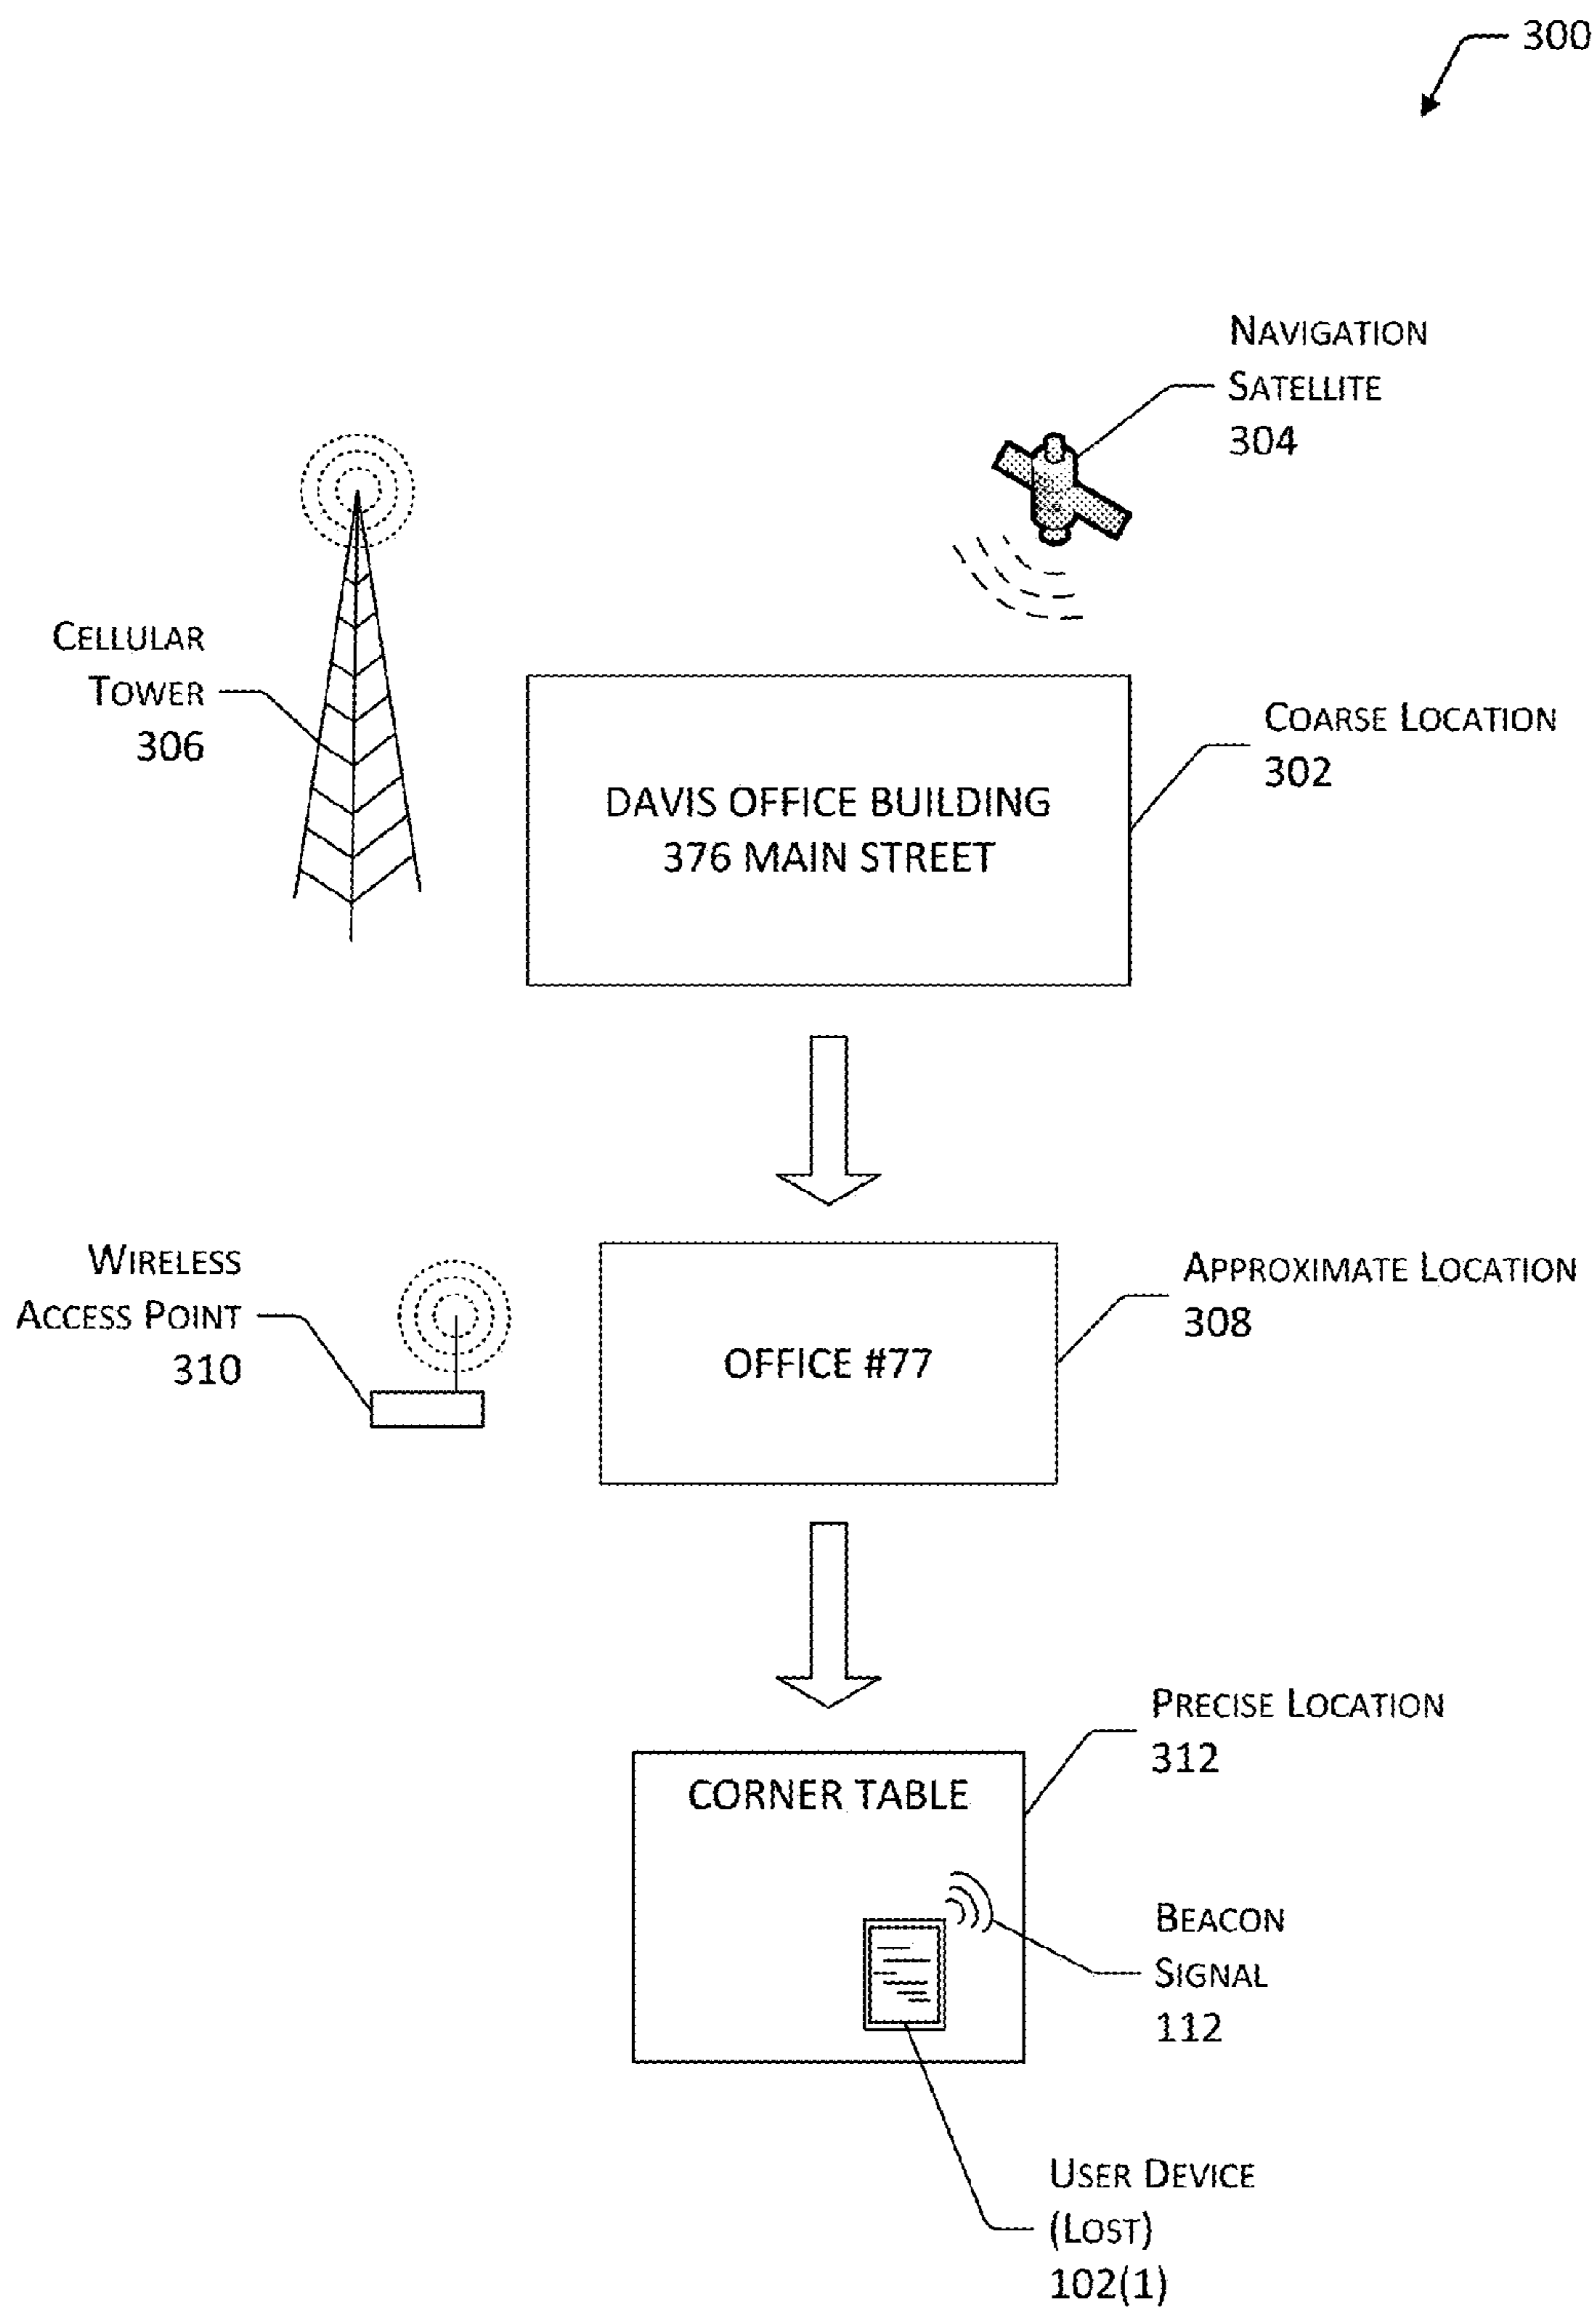 300
NAVIGATION
SATELLITE
304
CELLULAR
TOWER
306
COARSE LOCATION
302
DAVIS OFFICE BUILDING
376 MAIN STREET
WIRELESS
ACCESS POINT
310
APPROXIMATE LOCATION
308
OFFICE #77
PRECISE LOCATION
312
CORNER TABLE
BEACON
SIGNAL
112
USER DEVICE
(LOST)
102(1)